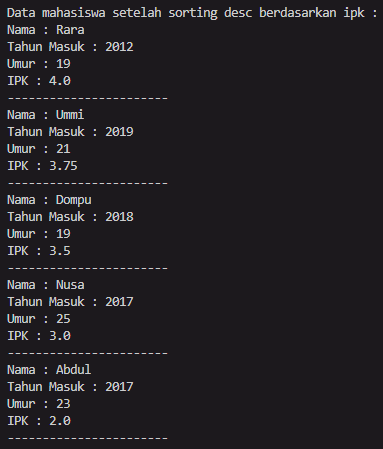 Data mahasiswa setelah sorting desc berdasarkan ipk :
Nama : Rara
Tahun Masuk : 2012
Umur : 19
IPK : 4.0
-----------------------
Nama : Ummi
Tahun Masuk : 2019
Umur : 21
IPK : 3.75
-----------------------
Nama : Dompu
Tahun Masuk : 2018
Umur : 19
IPK : 3.5
-----------------------
Nama : Nusa
Tahun Masuk : 2017
Umur : 25
IPK : 3.0
-----------------------
Nama : Abdul
Tahun Masuk : 2017
Umur : 23
IPK : 2.0
-----------------------